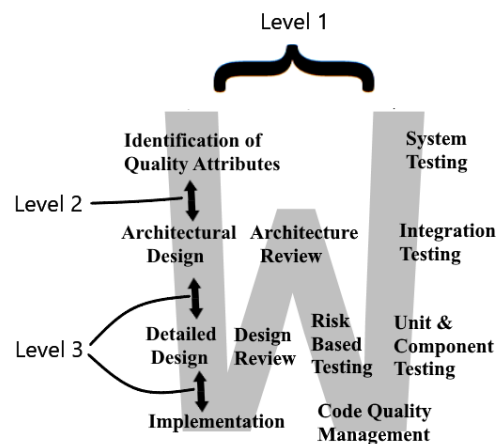 Level 1
Identification of
Quality Attributes
System
Testing
Level 2
Architectural
Design
Architecture
Review
Integration
Testing
Level 3
Detailed
Design
Design
Review
Risk
Based
Testing
Unit &
Component
Testing
Implementation
Code Quality
Management